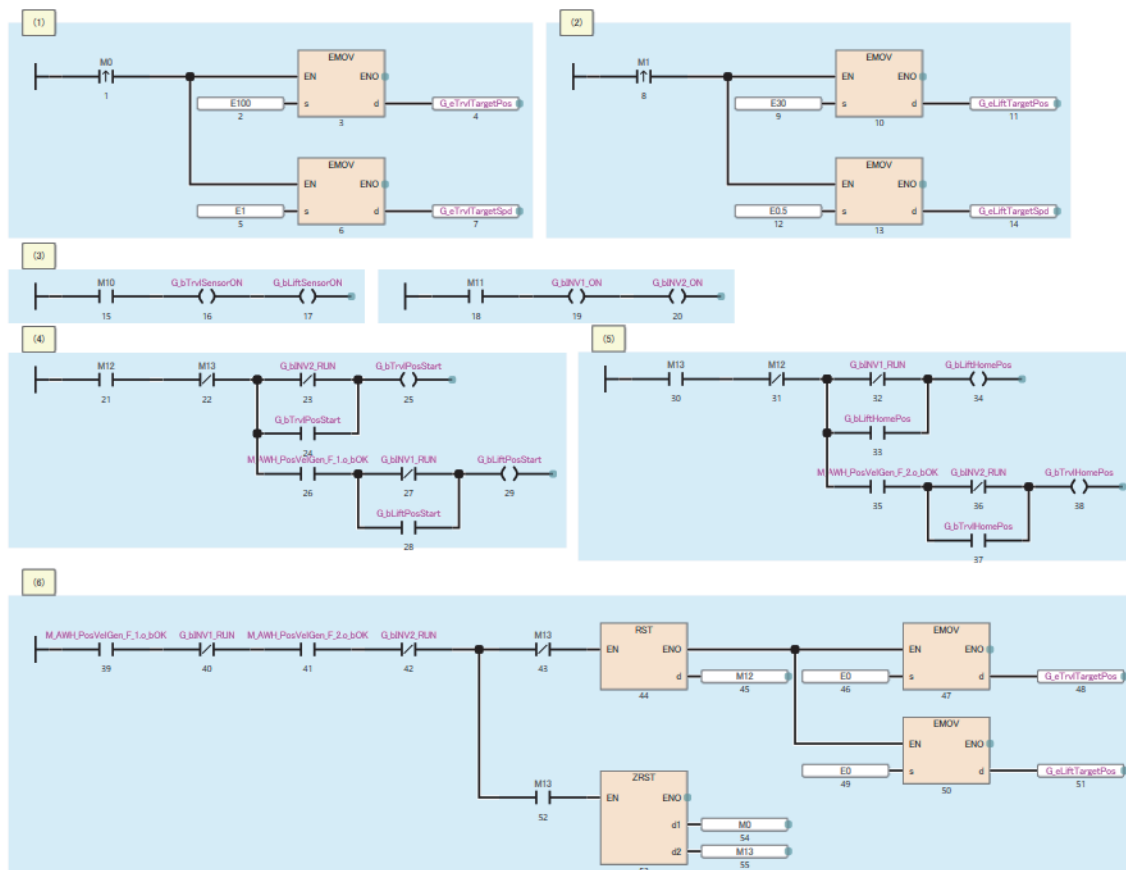 (1)
M0
1
EMOV
EN
ENO
E100
2
s
d
3
G_eTrvlTargetPos
4
EMOV
EN
ENO
E1
5
s
d
6
G_eTrvlTargetSpd
7
(2)
M1
8
EMOV
EN
ENO
E30
9
s
d
10
G_eLiftTargetPos
11
EMOV
EN
ENO
E0.5
12
s
d
13
G_eLiftTargetSpd
14
(3)
M10
G_bTrvlSensorON
G_bLiftSensorON
15
16
17
M11
G_bINV1_ON
G_bINV2_ON
18
19
20
(4)
M12
M13
G_bINV2_RUN
G_bTrvlPosStart
21
22
23
25
G_bTrvlPosStart
24
M_AWH_PosVelGen_F_1.o_bOK
G_bINV1_RUN
G_bLiftPosStart
26
27
29
G_bLiftPosStart
28
(5)
M13
M12
G_bINV1_RUN
G_bLiftHomePos
30
31
32
34
G_bLiftHomePos
33
M_AWH_PosVelGen_F_2.o_bOK
G_bINV2_RUN
G_bTrvlHomePos
35
36
38
G_bTrvlHomePos
37
(6)
M_AWH_PosVelGen_F_1.o_bOK
G_bINV1_RUN
M_AWH_PosVelGen_F_2.o_bOK
G_bINV2_RUN
39
40
41
42
M13
43
RST
EN
ENO
d
44
M12
45
EMOV
EN
ENO
E0
46
s
d
47
G_eTrvlTargetPos
48
EMOV
EN
ENO
E0
49
s
d
50
G_eLiftTargetPos
51
M13
52
ZRST
EN
ENO
d1
M0
54
d2
M13
55